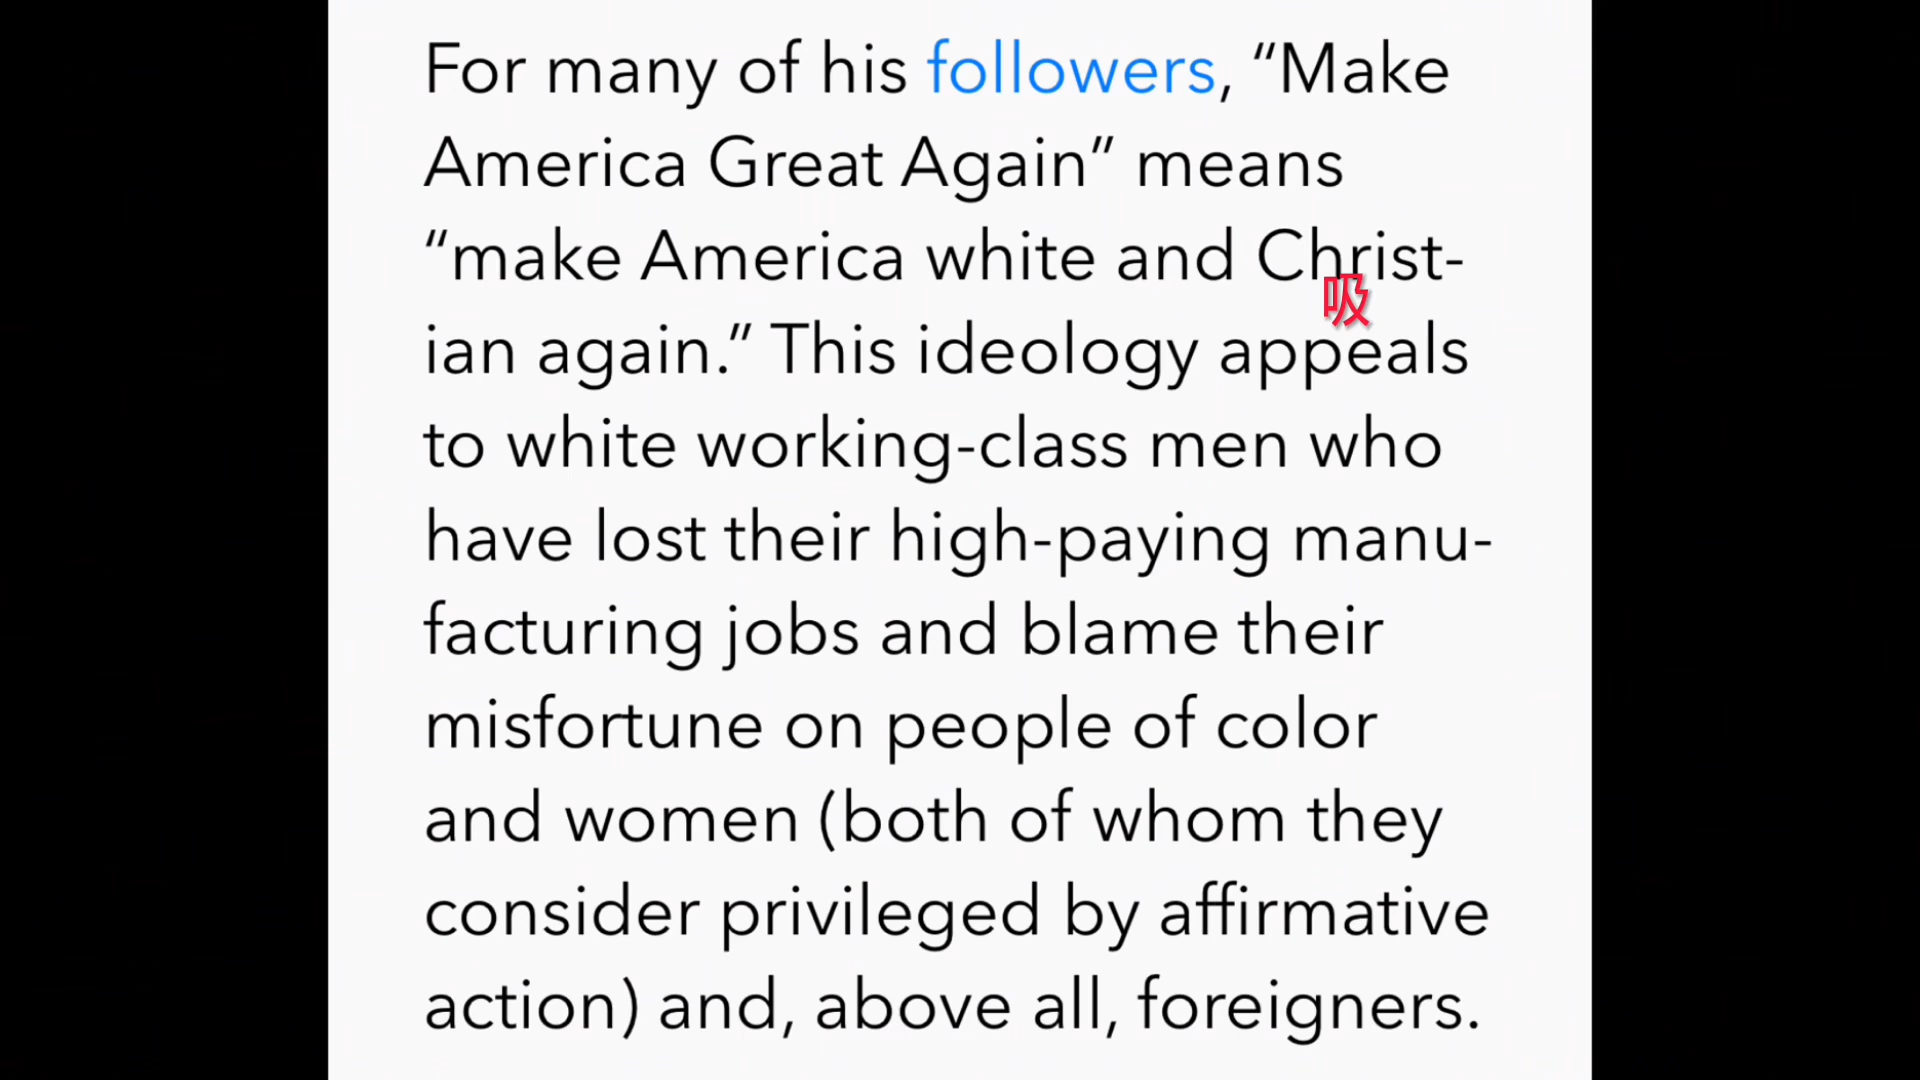 For many of his followers, “Make
America Great Again” means
“make America white and Christ-
吸
ian again.” This ideology appeals
to white working-class men who
have lost their high-paying manu-
facturing jobs and blame their
misfortune on people of color
and women (both of whom they
consider privileged by affirmative
action) and, above all, foreigners.